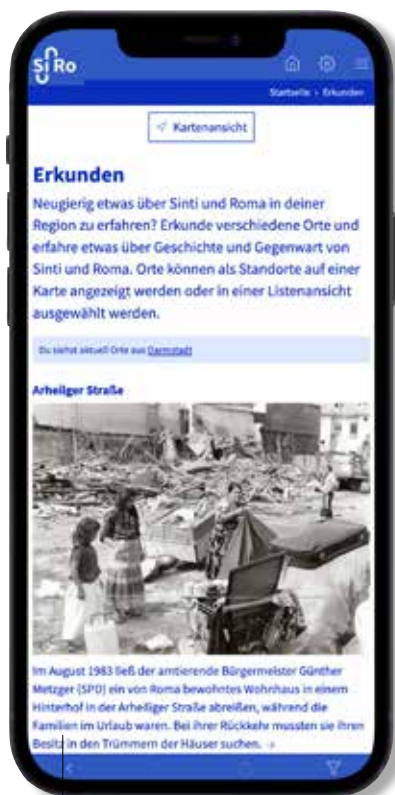 SiRo
Startseite › Erkunden
Kartenansicht
Erkunden
Neugierig etwas über Sinti und Roma in deiner
Region zu erfahren? Erkunde verschiedene Orte und
erfahre etwas über Geschichte und Gegenwart von
Sinti und Roma. Orte können als Standorte auf einer
Karte angezeigt werden oder in einer Listenansicht
ausgewählt werden.
Du siehst aktuell Orte aus Darmstadt
Arheilger Straße
Im August 1983 ließ der amtierende Bürgermeister Günther
Metzger (SPD) ein von Roma bewohntes Wohnhaus in einem
Hinterhof in der Arheilger Straße abreißen, während die
Familien im Urlaub waren. Bei ihrer Rückkehr mussten sie ihren
Besitz in den Trümmern der Häuser suchen. →